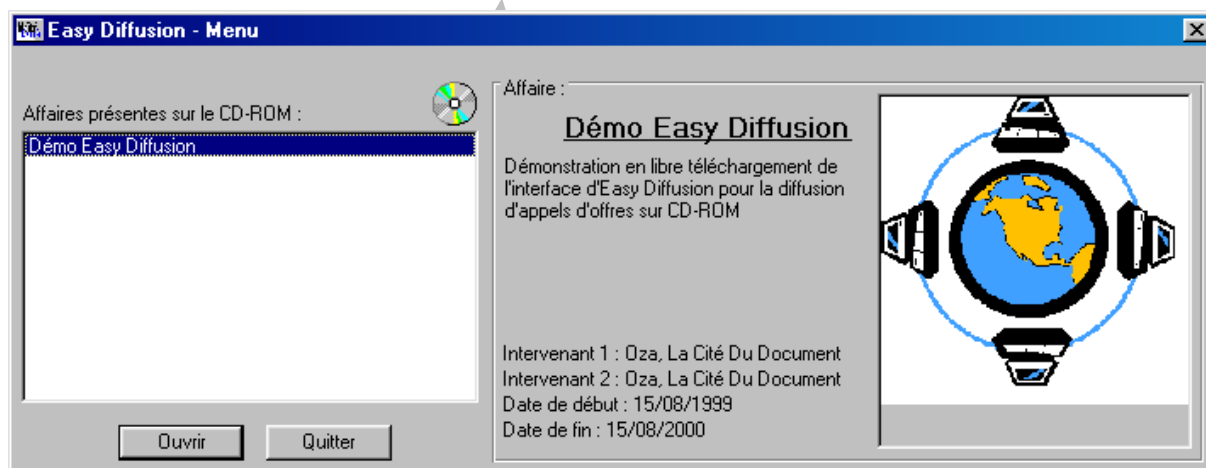 Easy Diffusion - Menu
Affaires présentes sur le CD-ROM :
Démo Easy Diffusion
Ouvrir
Quitter
Affaire :
Démo Easy Diffusion
Démonstration en libre téléchargement de
l'interface d'Easy Diffusion pour la diffusion
d'appels d'offres sur CD-ROM
Intervenant 1 : Oza, La Cité Du Document
Intervenant 2 : Oza, La Cité Du Document
Date de début : 15/08/1999
Date de fin : 15/08/2000